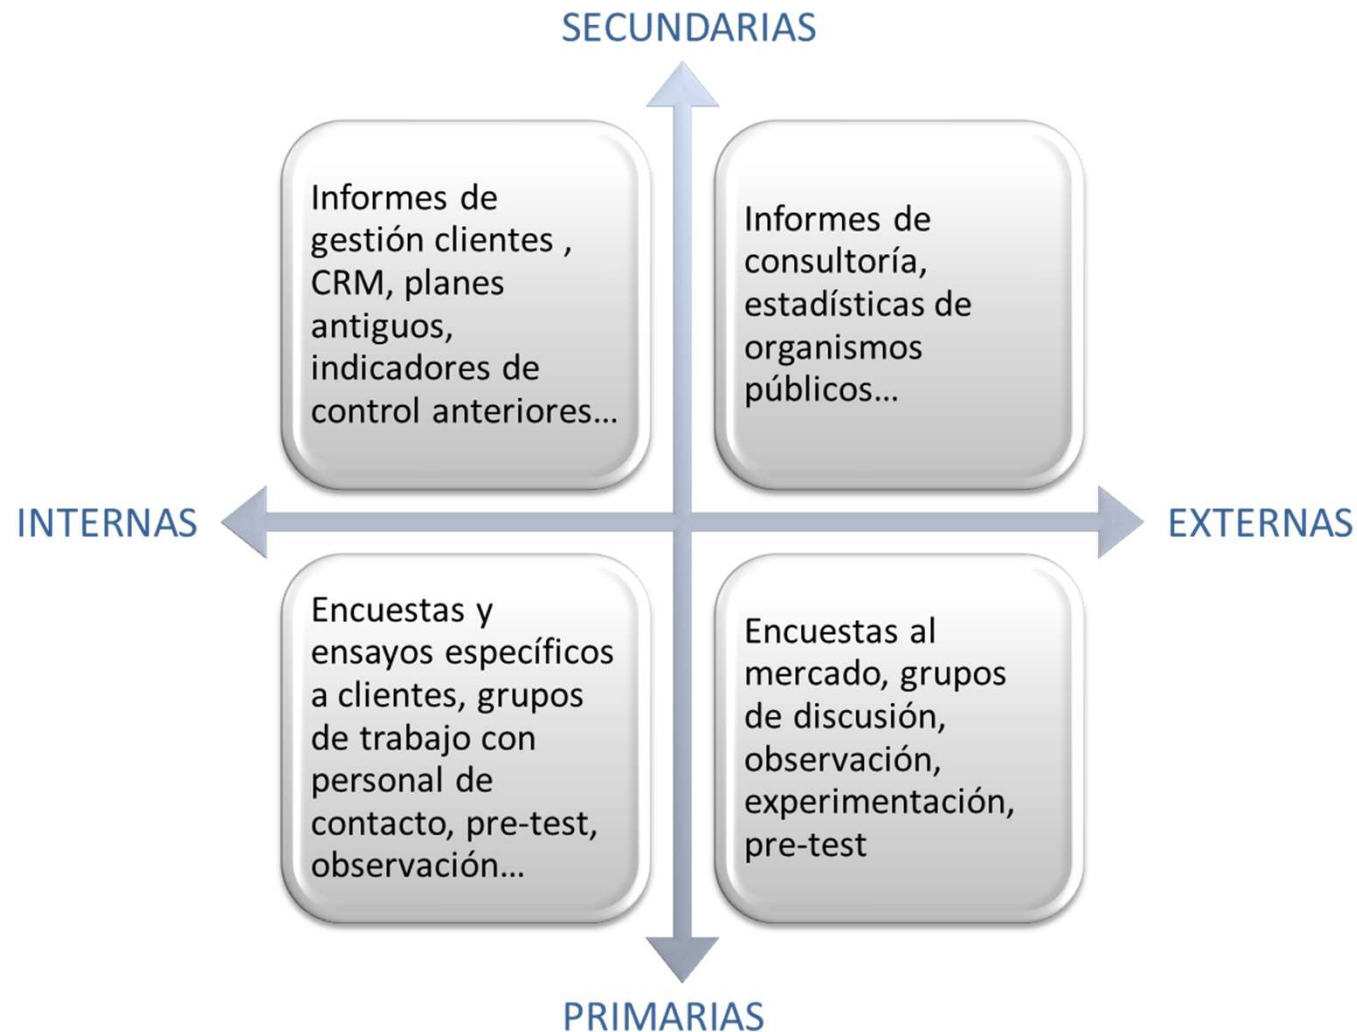 SECUNDARIAS
Informes de
gestión clientes ,
CRM, planes
antiguos,
indicadores de
control anteriores...
Informes de
consultoría,
estadísticas de
organismos
públicos...
INTERNAS
EXTERNAS
Encuestas y
ensayos específicos
a clientes, grupos
de trabajo con
personal de
contacto, pre-test,
observación...
Encuestas al
mercado, grupos
de discusión,
observación,
experimentación,
pre-test
PRIMARIAS